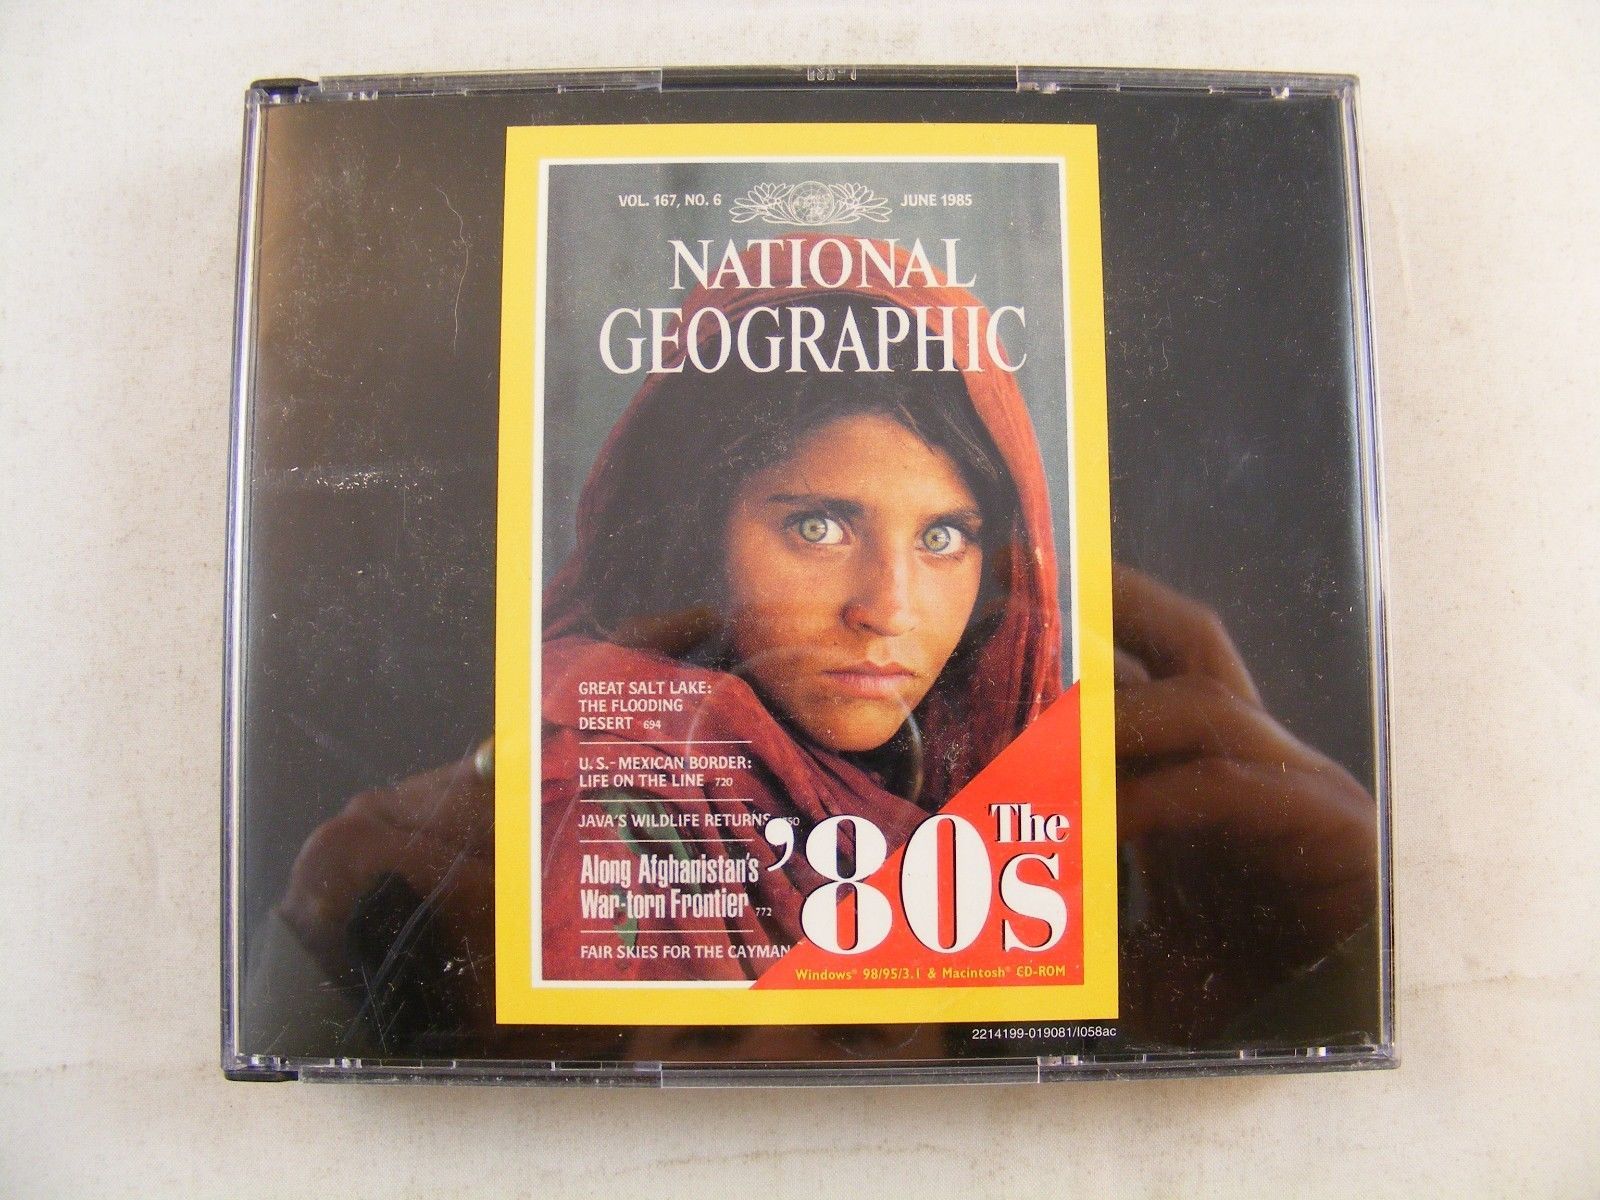 VOL. 167, NO. 6 JUNE 1985
NATIONAL
GEOGRAPHIC
GREAT SALT LAKE:
THE FLOODING
DESERT 694
U.S.-MEXICAN BORDER:
LIFE ON THE LINE 720
JAVA'S WILDLIFE RETURNS
Along Afghanistan's
War-torn Frontier 772
FAIR SKIES FOR THE CAYMAN
The
'80s
Windows® 98/95/3.1 & Macintosh® CD-ROM
2214199-019081/I058ac